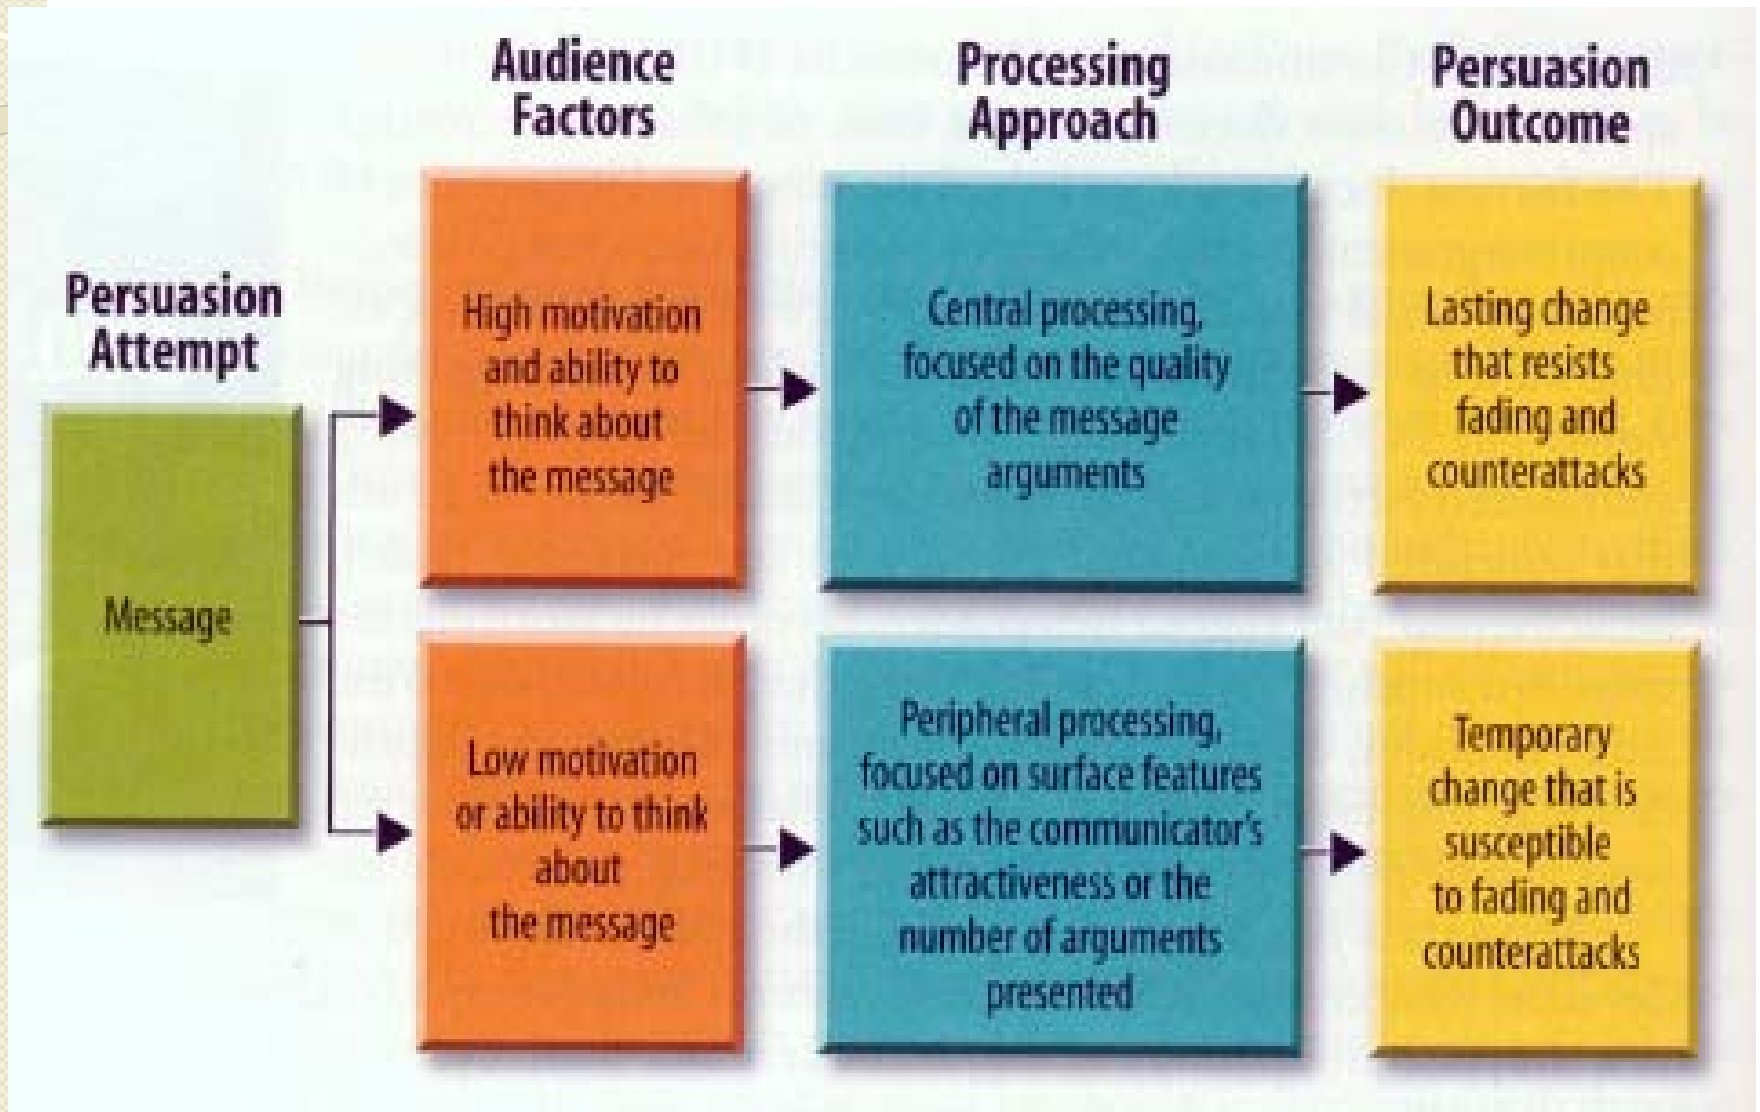 Audience
Factors
Processing
Approach
Persuasion
Outcome
Persuasion
Attempt
Message
High motivation
and ability to
think about
the message
Central processing,
focused on the quality
of the message
arguments
Lasting change
that resists
fading and
counterattacks
Low motivation
or ability to think
about
the message
Peripheral processing,
focused on surface features
such as the communicator's
attractiveness or the
number of arguments
presented
Temporary
change that is
susceptible
to fading and
counterattacks